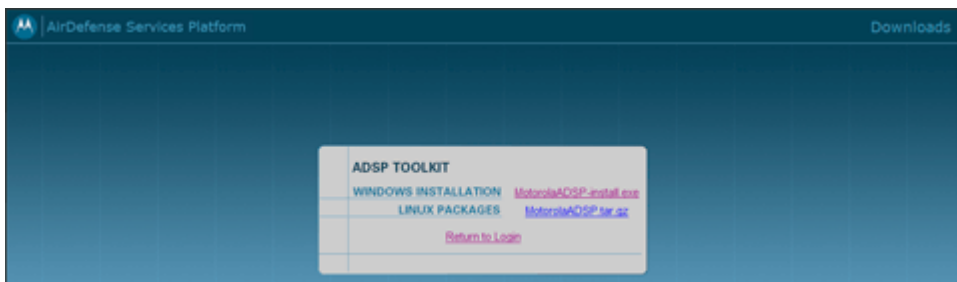 AirDefense Services Platform Downloads
ADSP TOOLKIT
WINDOWS INSTALLATION MotorolaADSP-install.exe
LINUX PACKAGES MotorolaADSP.tar.gz
Return to Login